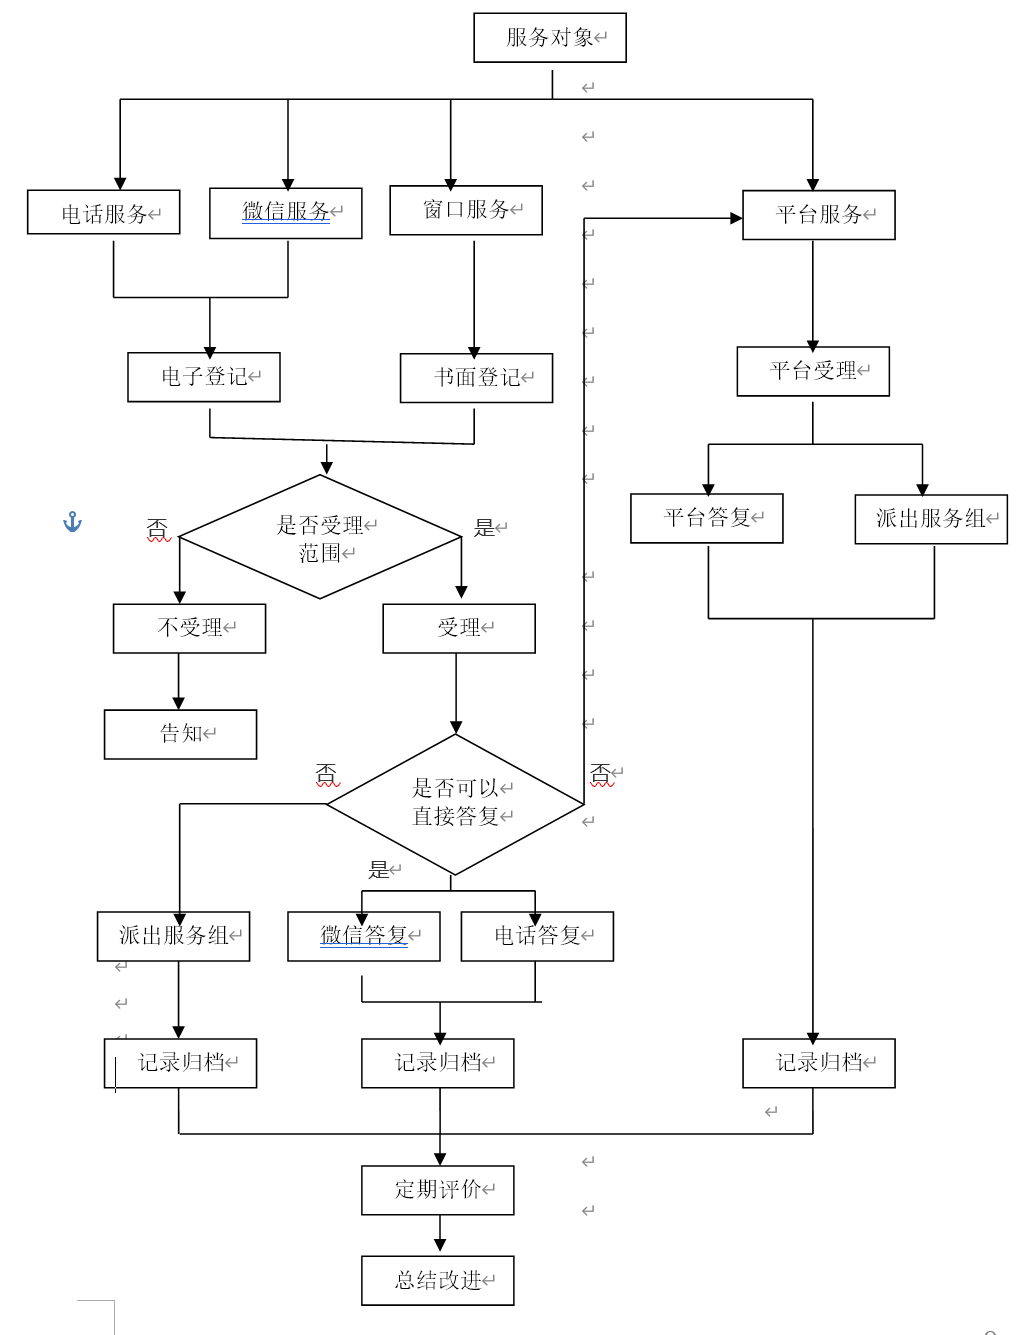 服务对象
电话服务
微信服务
窗口服务
平台服务
电子登记
书面登记
平台受理
平台答复
派出服务组
否
是否受理
范围
是
不受理
受理
告知
否
是否可以
直接答复
否
是
派出服务组
微信答复
电话答复
记录归档
记录归档
记录归档
定期评价
总结改进